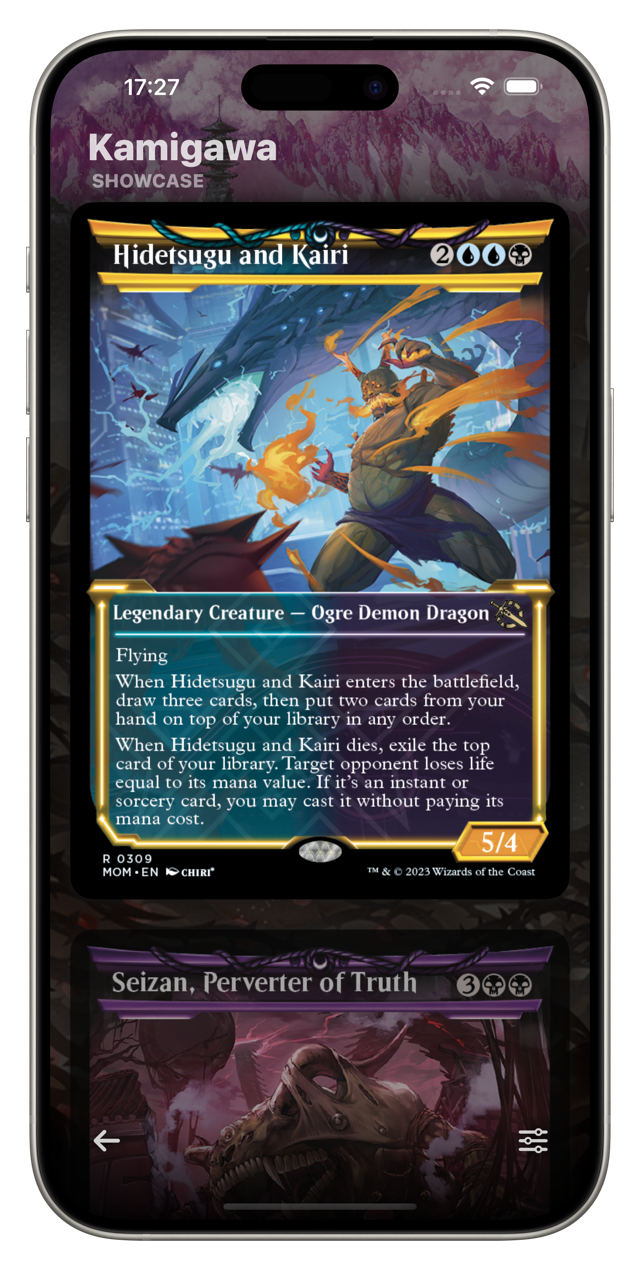 17:27
Kamigawa
SHOWCASE
Hidetsugu and Kairi 2
Legendary Creature — Ogre Demon Dragon
Flying
When Hidetsugu and Kairi enters the battlefield,
draw three cards, then put two cards from your
hand on top of your library in any order.
When Hidetsugu and Kairi dies, exile the top
card of your library. Target opponent loses life
equal to its mana value. If it's an instant or
sorcery card, you may cast it without paying its
mana cost.
5/4
R 0309
MOM • EN CHIRI* ™ & © 2023 Wizards of the Coast
Seizan, Perverter of Truth 3